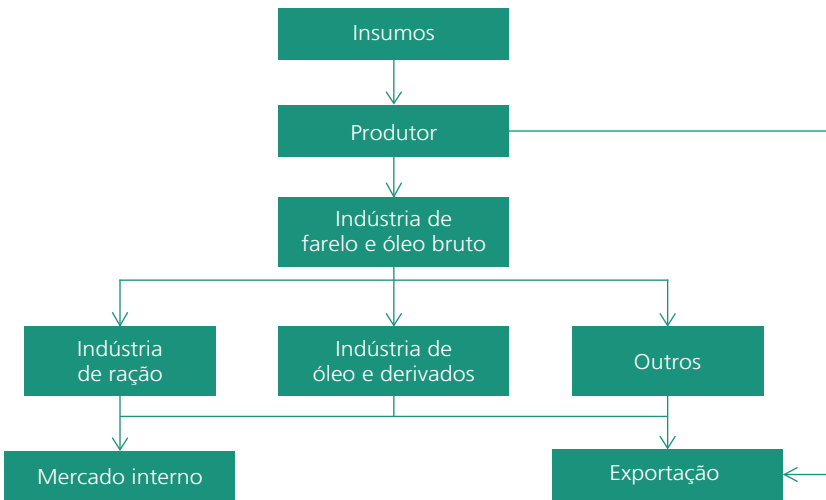 Insumos
Produtor
Indústria de
farelo e óleo bruto
Indústria
de ração
Indústria de
óleo e derivados
Outros
Mercado interno
Exportação